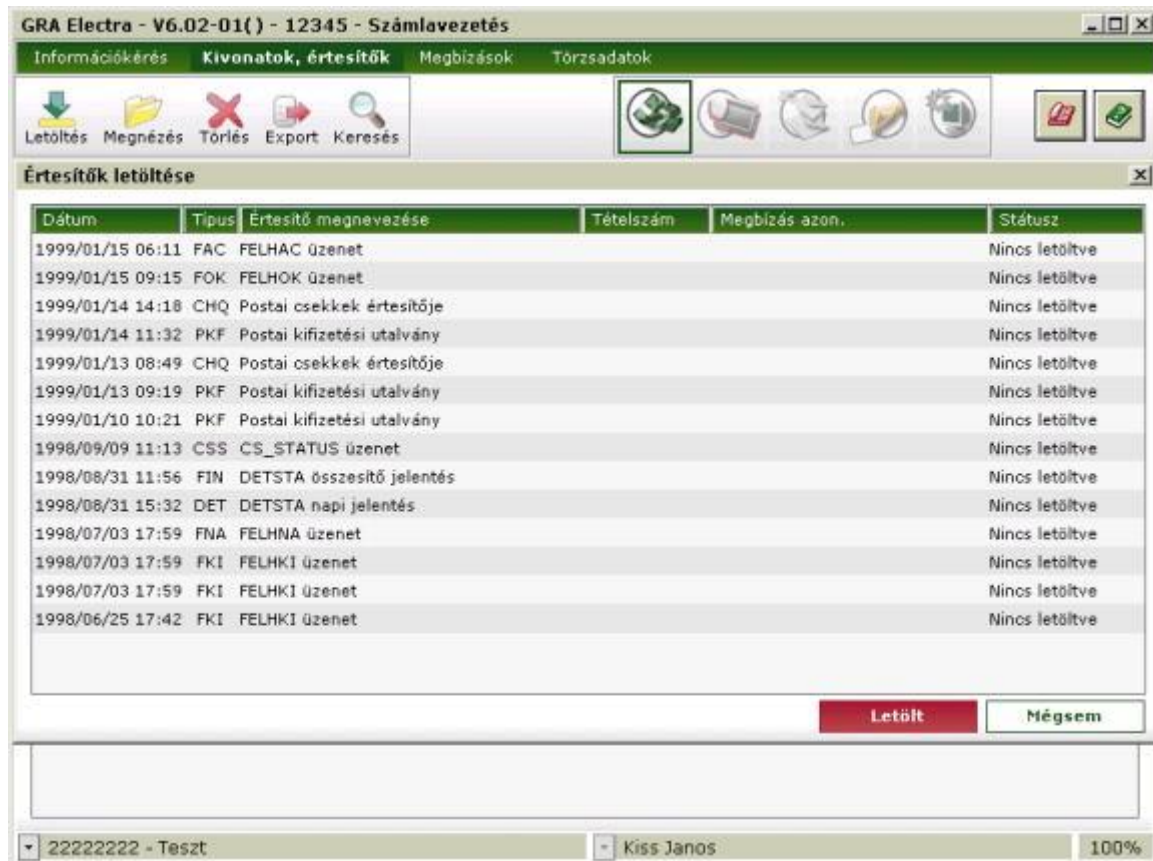 GRA Electra - V6.02-01( ) - 12345 - Számlavezetés
Információkérés Kivonatok, értesítők Megbízások Törzsadatok
Letöltés Megnézés Törlés Export Keresés
Értesítők letöltése
Dátum Típus Értesítő megnevezése Tételszám Megbízás azon. Státusz
1999/01/15 06:11 FAC FELHAC üzenet Nincs letöltve
1999/01/15 09:15 FOK FELHOK üzenet Nincs letöltve
1999/01/14 14:18 CHQ Postai csekkek értesítője Nincs letöltve
1999/01/14 11:32 PKF Postai kifizetési utalvány Nincs letöltve
1999/01/13 08:49 CHQ Postai csekkek értesítője Nincs letöltve
1999/01/13 09:19 PKF Postai kifizetési utalvány Nincs letöltve
1999/01/10 10:21 PKF Postai kifizetési utalvány Nincs letöltve
1998/09/09 11:13 CSS CS_STATUS üzenet Nincs letöltve
1998/08/31 11:56 FIN DETSTA összesítő jelentés Nincs letöltve
1998/08/31 15:32 DET DETSTA napi jelentés Nincs letöltve
1998/07/03 17:59 FNA FELHNA üzenet Nincs letöltve
1998/07/03 17:59 FKI FELHKI üzenet Nincs letöltve
1998/07/03 17:59 FKI FELHKI üzenet Nincs letöltve
1998/06/25 17:42 FKI FELHKI üzenet Nincs letöltve
Letölt Mégsem
22222222 - Teszt Kiss Janos 100%